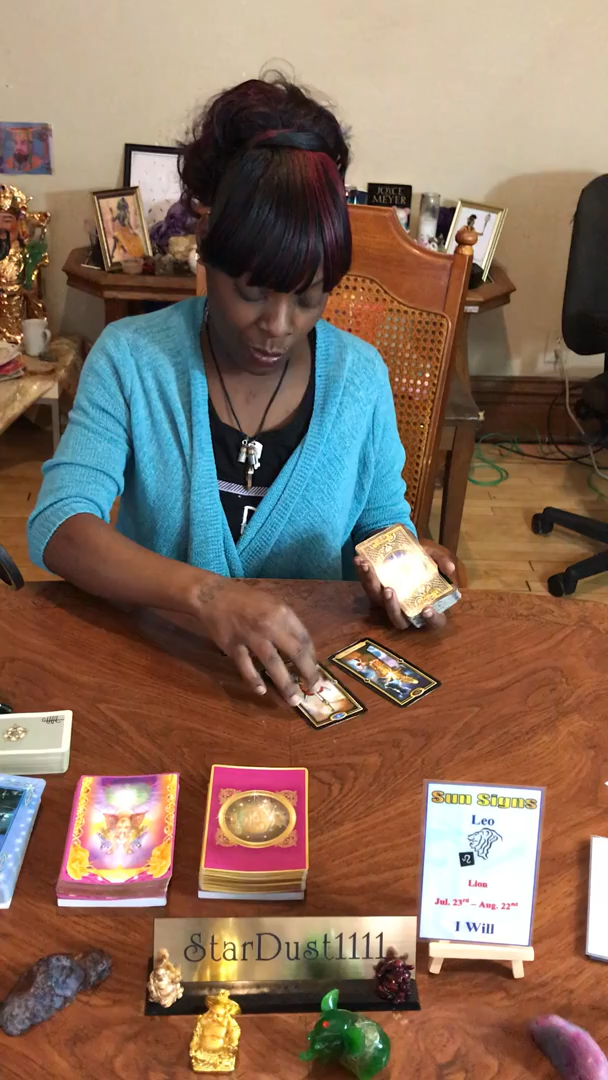 JOYCE
MEYER
Sun Signs
Leo
Lion
Jul. 23rd – Aug. 22nd
I Will
StarDust1111